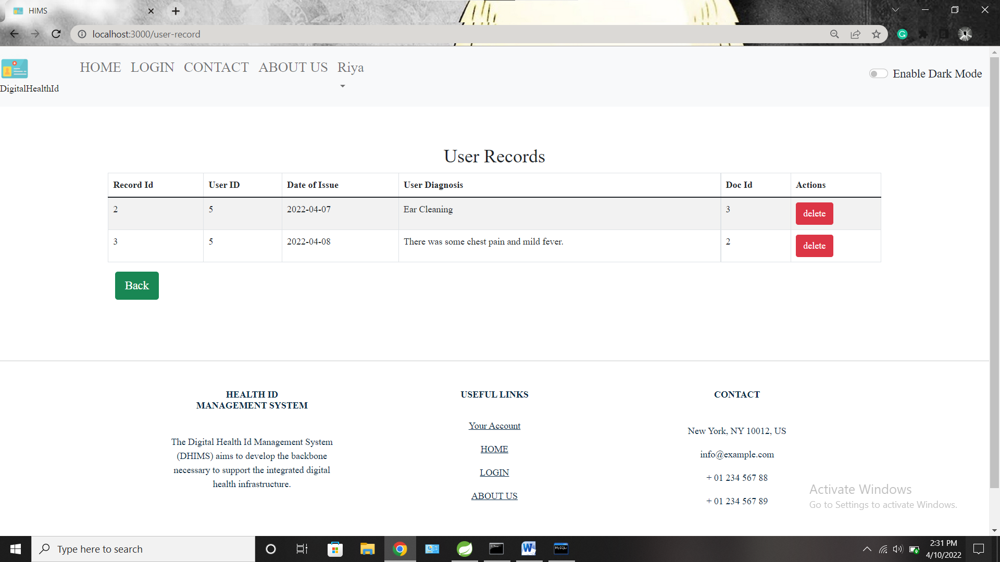 HIMS
localhost:3000/user-record
HOME LOGIN CONTACT ABOUT US Riya
DigitalHealthId
Enable Dark Mode
User Records
Record Id User ID Date of Issue User Diagnosis Doc Id Actions
2 5 2022-04-07 Ear Cleaning 3 delete
3 5 2022-04-08 There was some chest pain and mild fever. 2 delete
Back
HEALTH ID
MANAGEMENT SYSTEM
The Digital Health Id Management System
(DHIMS) aims to develop the backbone
necessary to support the integrated digital
health infrastructure.
USEFUL LINKS
Your Account
HOME
LOGIN
ABOUT US
CONTACT
New York, NY 10012, US
info@example.com
+ 01 234 567 88
+ 01 234 567 89
Activate Windows
Go to Settings to activate Windows.
Type here to search
W
MySQL
2:31 PM
4/10/2022